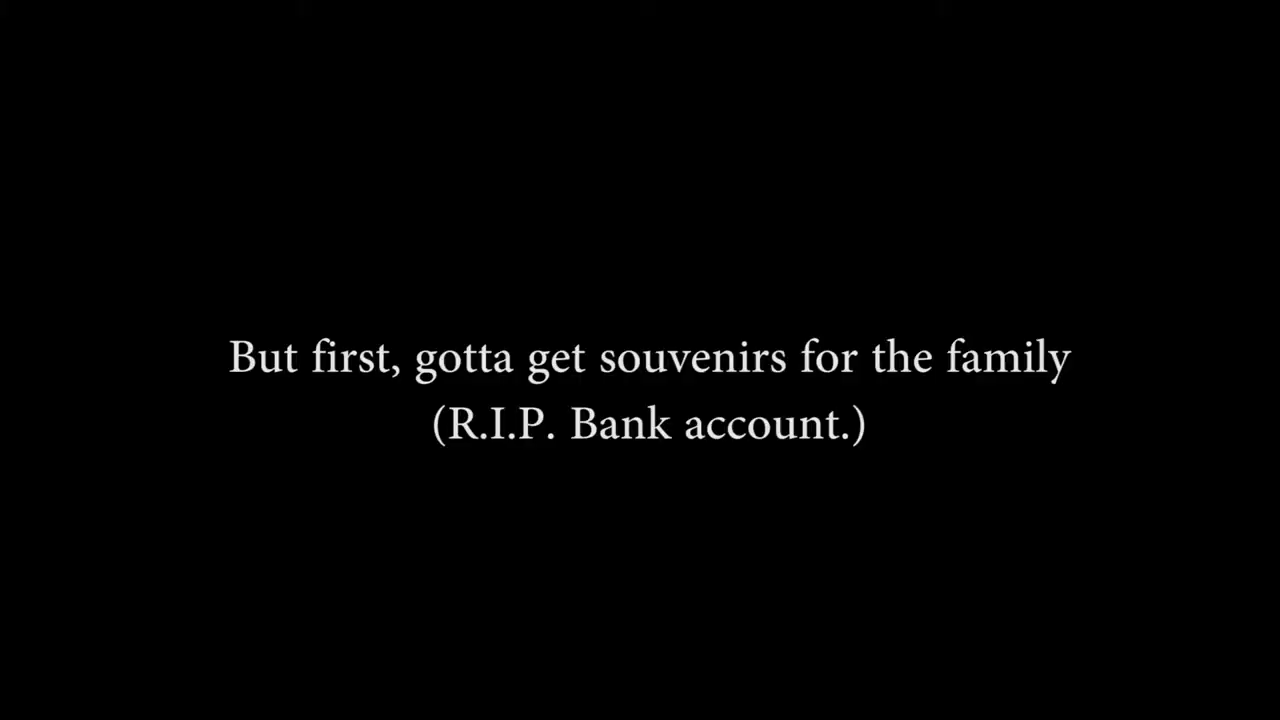 But first, gotta get souvenirs for the family
(R.I.P. Bank account.)